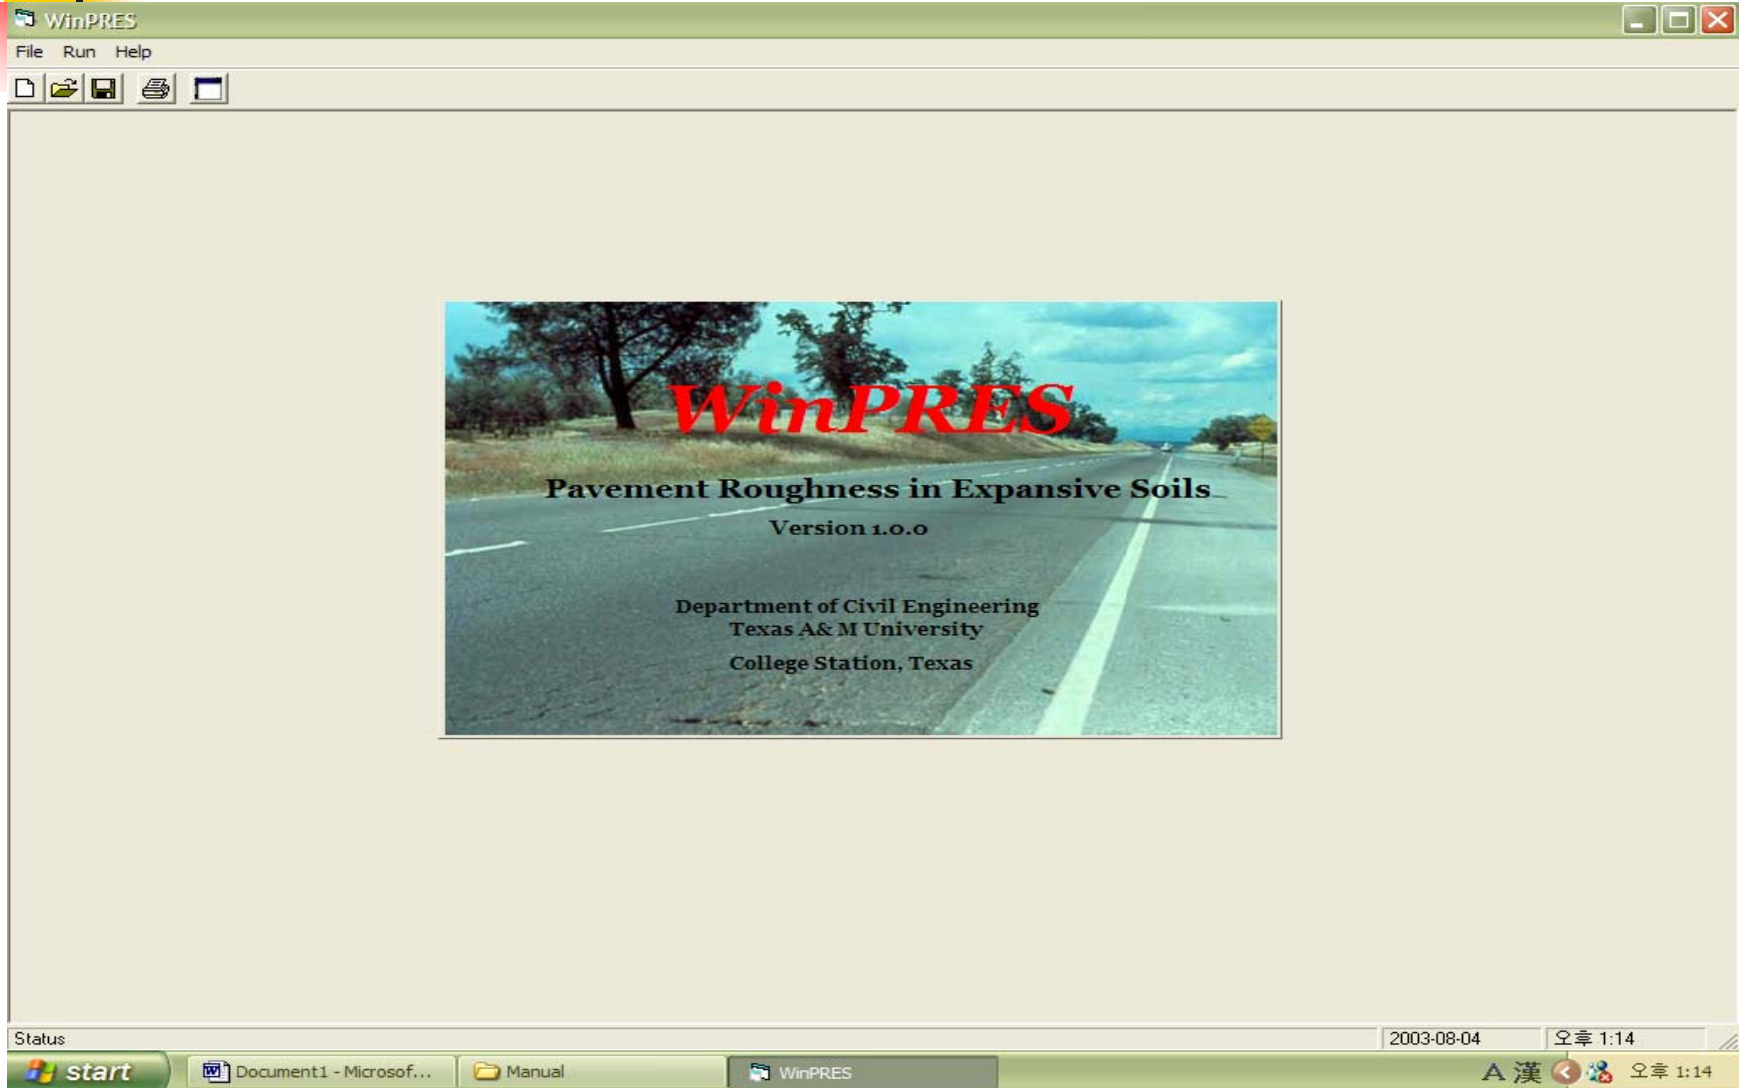 WinPRES
File Run Help
WinPRES
Pavement Roughness in Expansive Soils
Version 1.0.0
Department of Civil Engineering
Texas A& M University
College Station, Texas
Status 2003-08-04 오후 1:14
start Document1 - Microsof... Manual WinPRES A 漢 오후 1:14